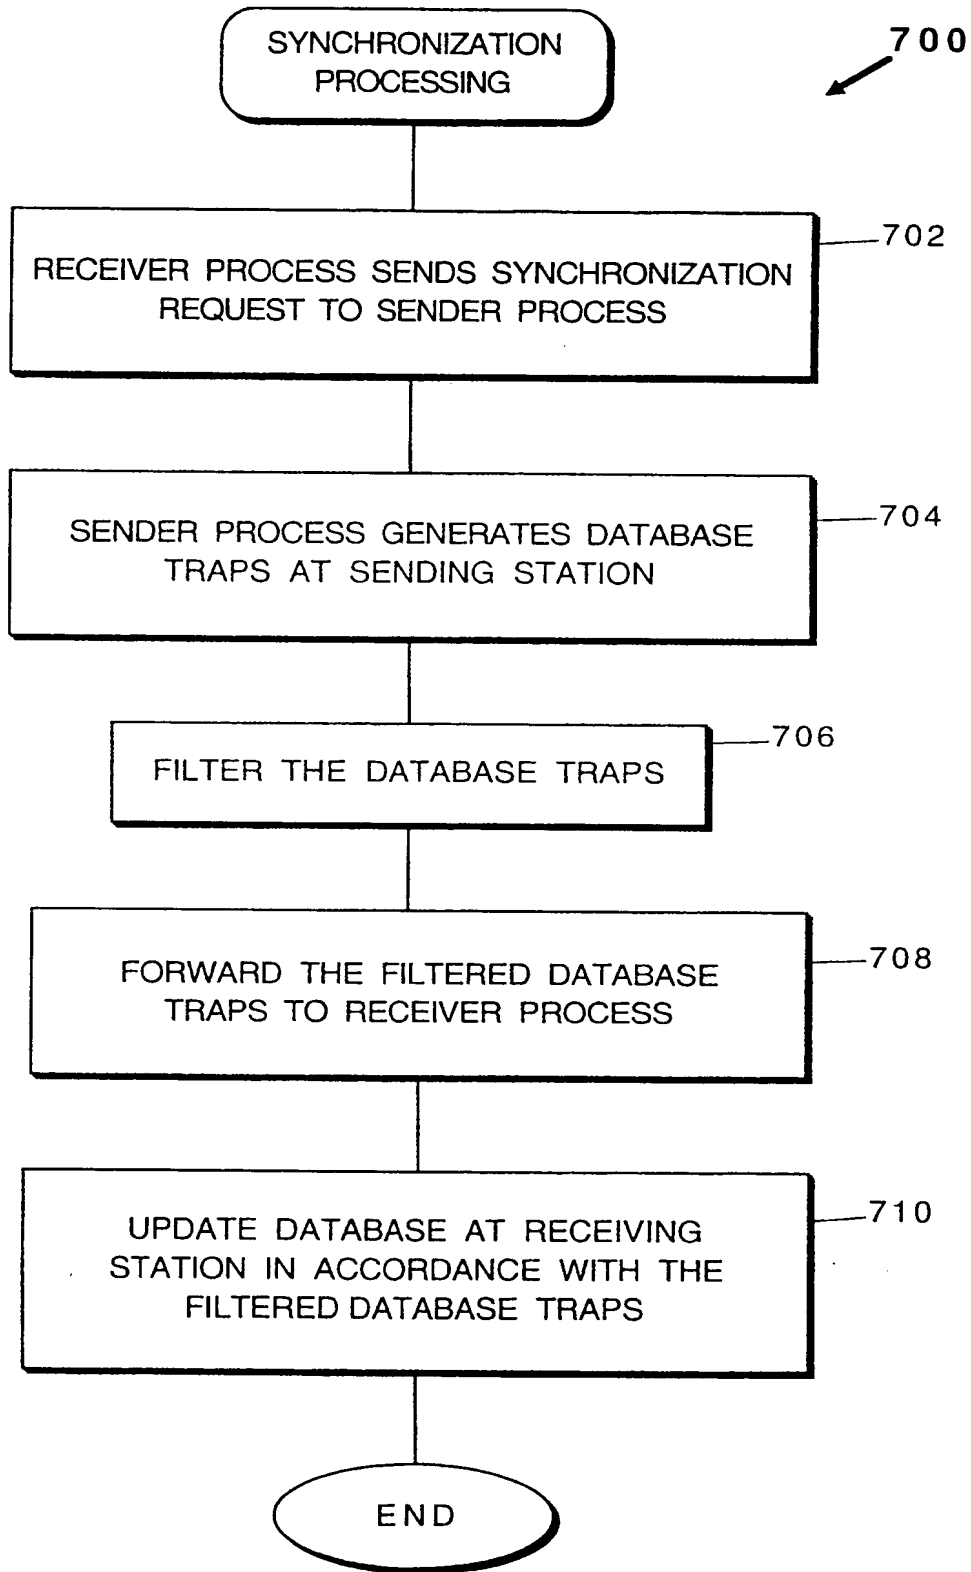 SYNCHRONIZATION
PROCESSING
700
702
RECEIVER PROCESS SENDS SYNCHRONIZATION
REQUEST TO SENDER PROCESS
704
SENDER PROCESS GENERATES DATABASE
TRAPS AT SENDING STATION
706
FILTER THE DATABASE TRAPS
708
FORWARD THE FILTERED DATABASE
TRAPS TO RECEIVER PROCESS
710
UPDATE DATABASE AT RECEIVING
STATION IN ACCORDANCE WITH THE
FILTERED DATABASE TRAPS
END